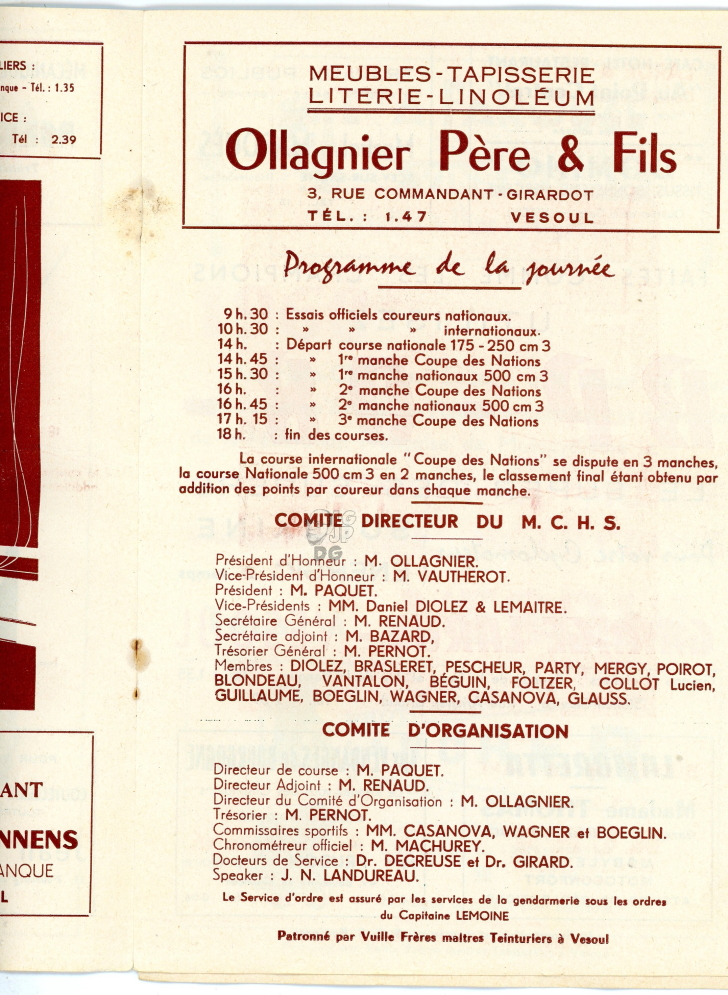 LIERS :
nque - Tél. : 1.35
ICE :
Tél : 2.39
ANT
NNENS
ANQUE
L
MEUBLES - TAPISSERIE
LITERIE - LINOLÉUM
Ollagnier Père & Fils
3, RUE COMMANDANT - GIRARDOT
TÉL. : 1.47 VESOUL
Programme de la journée
9 h. 30 : Essais officiels coureurs nationaux.
10 h. 30 : » » » internationaux.
14 h. : Départ course nationale 175 - 250 cm 3
14 h. 45 : » 1re manche Coupe des Nations
15 h. 30 : » 1re manche nationaux 500 cm 3
16 h. : » 2e manche Coupe des Nations
16 h. 45 : » 2e manche nationaux 500 cm 3
17 h. 15 : » 3e manche Coupe des Nations
18 h. : fin des courses.
La course internationale "Coupe des Nations" se dispute en 3 manches,
la course Nationale 500 cm 3 en 2 manches, le classement final étant obtenu par
addition des points par coureur dans chaque manche.
COMITE DIRECTEUR DU M. C. H. S.
Président d'Honneur : M. OLLAGNIER.
Vice-Président d'Honneur : M. VAUTHEROT.
Président : M. PAQUET.
Vice-Présidents : MM. Daniel DIOLEZ & LEMAITRE.
Secrétaire Général : M. RENAUD.
Secrétaire adjoint : M. BAZARD,
Trésorier Général : M. PERNOT.
Membres : DIOLEZ, BRASLERET, PESCHEUR, PARTY, MERGY, POIROT,
BLONDEAU, VANTALON, BÉGUIN, FOLTZER, COLLOT Lucien,
GUILLAUME, BOEGLIN, WAGNER, CASANOVA, GLAUSS.
COMITE D'ORGANISATION
Directeur de course : M. PAQUET.
Directeur Adjoint : M. RENAUD.
Directeur du Comité d'Organisation : M. OLLAGNIER.
Trésorier : M. PERNOT.
Commissaires sportifs : MM. CASANOVA, WAGNER et BOEGLIN.
Chronométreur officiel : M. MACHUREY.
Docteurs de Service : Dr. DECREUSE et Dr. GIRARD.
Speaker : J. N. LANDUREAU.
Le Service d'ordre est assuré par les services de la gendarmerie sous les ordres
du Capitaine LEMOINE
Patronné par Vuille Frères maîtres Teinturiers à Vesoul